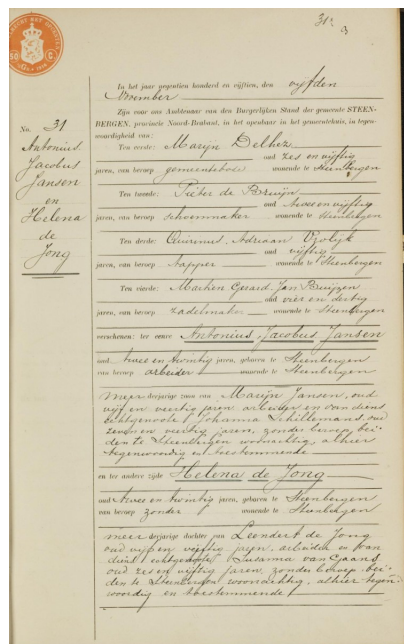 31
3
No. 31
Antonius
Jacobus
Jansen
en
Helena
de
Jong
In het jaar negentien honderd en vijftien, den vijfden
November
Zijn voor ons Ambtenaar van den Burgerlijken Stand der gemeente STEEN-
BERGEN, provincie Noord-Brabant, in het openbaar in het gemeentehuis, in tegen-
woordigheid van:
Ten eerste: Marijn Delhez
oud zes en vijftig
jaren, van beroep gemeentebode wonende te Steenbergen
Ten tweede: Pieter de Bruijn
oud twee en vijftig
jaren, van beroep schoenmaker wonende te Steenbergen
Ten derde: Quirinus Adriaan
oud vijftig
jaren, van beroep tapper wonende te Steenbergen
Ten vierde: Gerard Jan Bruijzen
oud vier en dertig
jaren, van beroep zadelmaker wonende te Steenbergen
verschenen: ter eenre Antonius Jacobus Jansen
oud twee en twintig jaren, geboren te Steenbergen
van beroep arbeider wonende te Steenbergen
meerderjarige zoon van Marijn Jansen, oud
vijf en veertig jaren arbeider en van diens
echtgenoote Johanna Schillemans, oud
zeven en veertig jaren, zonder beroep, bei-
den te Steenbergen woonachtig, alhier
tegenwoordig en toestemmende
en ter andere zijde Helena de Jong
oud twee en twintig jaren, geboren te Steenbergen
van beroep zonder wonende te Steenbergen
meerderjarige dochter van Leendert de Jong
oud vijf en vijftig jaren, arbeider en van
diens echtgenoote Susanna van
oud zes en vijftig jaren zonder beroep, bei-
den te Steenbergen woonachtig, alhier tegen-
woordig en toestemmende